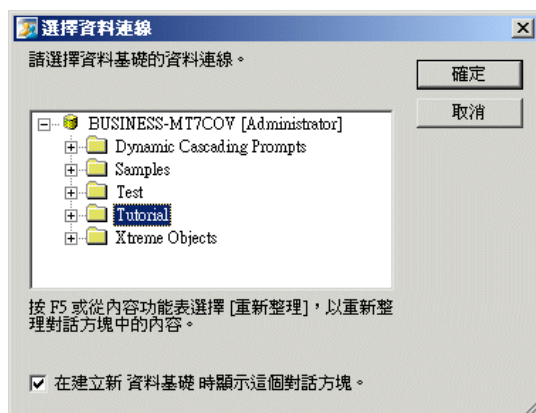 選擇資料連線
請選擇資料基礎的資料連線。
確定
取消
BUSINESS-MT7COV [Administrator]
Dynamic Cascading Prompts
Samples
Test
Tutorial
Xtreme Objects
按 F5 或從內容功能表選擇 [重新整理]，以重新整
理對話方塊中的內容。
在建立新 資料基礎 時顯示這個對話方塊。